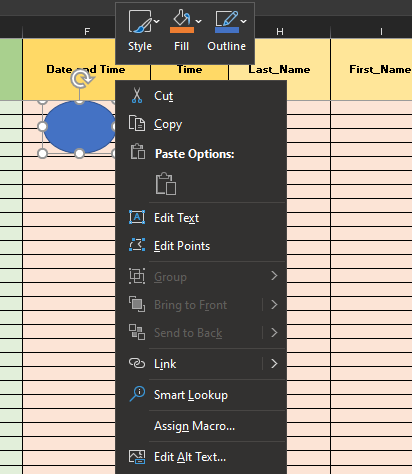 F
H
I
Style
Fill
Outline
Date and Time
Time
Last_Name
First_Name
Cut
Copy
Paste Options:
Edit Text
Edit Points
Group
Bring to Front
Send to Back
Link
Smart Lookup
Assign Macro...
Edit Alt Text...